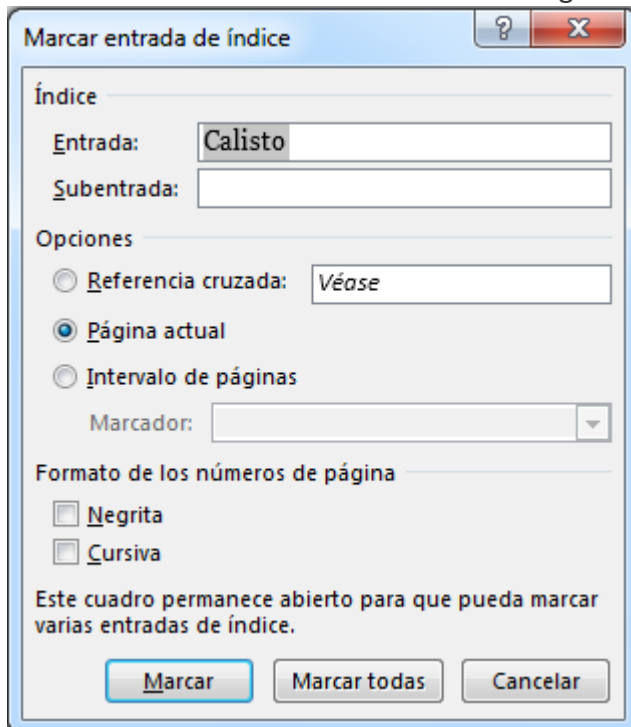 Marcar entrada de índice
Índice
Entrada: Calisto
Subentrada:
Opciones
Referencia cruzada: Véase
Página actual
Intervalo de páginas
Marcador:
Formato de los números de página
Negrita
Cursiva
Este cuadro permanece abierto para que pueda marcar
varias entradas de índice.
Marcar Marcar todas Cancelar